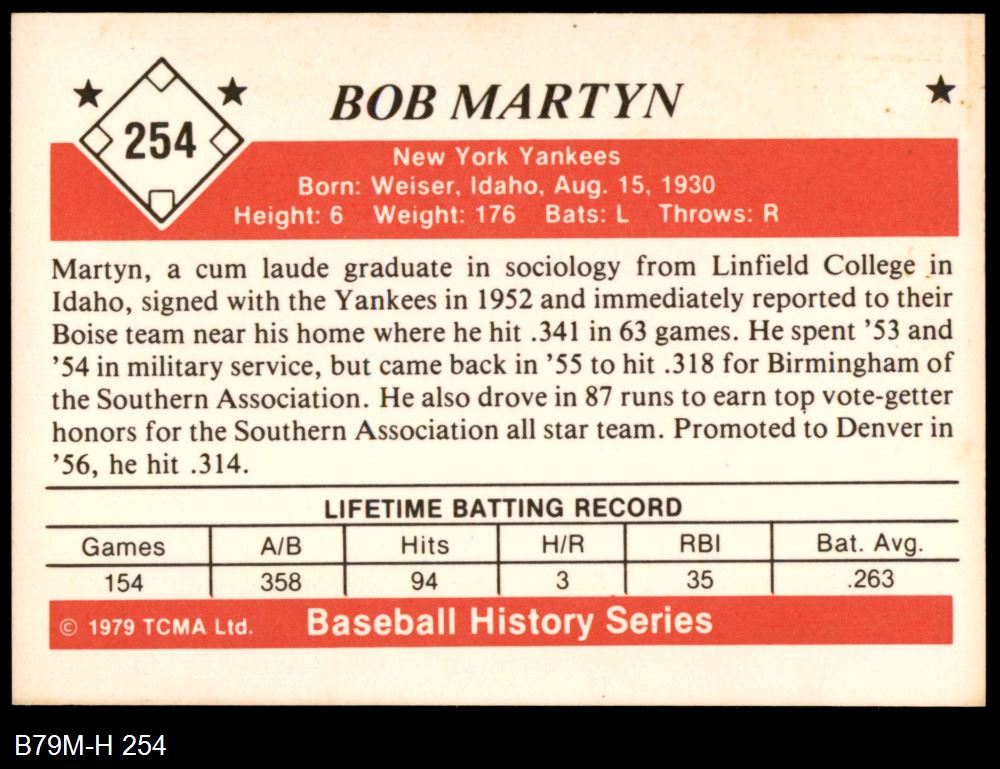 254
BOB MARTYN
New York Yankees
Born: Weiser, Idaho, Aug. 15, 1930
Height: 6 Weight: 176 Bats: L Throws: R
Martyn, a cum laude graduate in sociology from Linfield College in
Idaho, signed with the Yankees in 1952 and immediately reported to their
Boise team near his home where he hit .341 in 63 games. He spent ’53 and
’54 in military service, but came back in ’55 to hit .318 for Birmingham of
the Southern Association. He also drove in 87 runs to earn top vote-getter
honors for the Southern Association all star team. Promoted to Denver in
’56, he hit .314.
LIFETIME BATTING RECORD
Games A/B Hits H/R RBI Bat. Avg.
154 358 94 3 35 .263
© 1979 TCMA Ltd. Baseball History Series
B79M-H 254